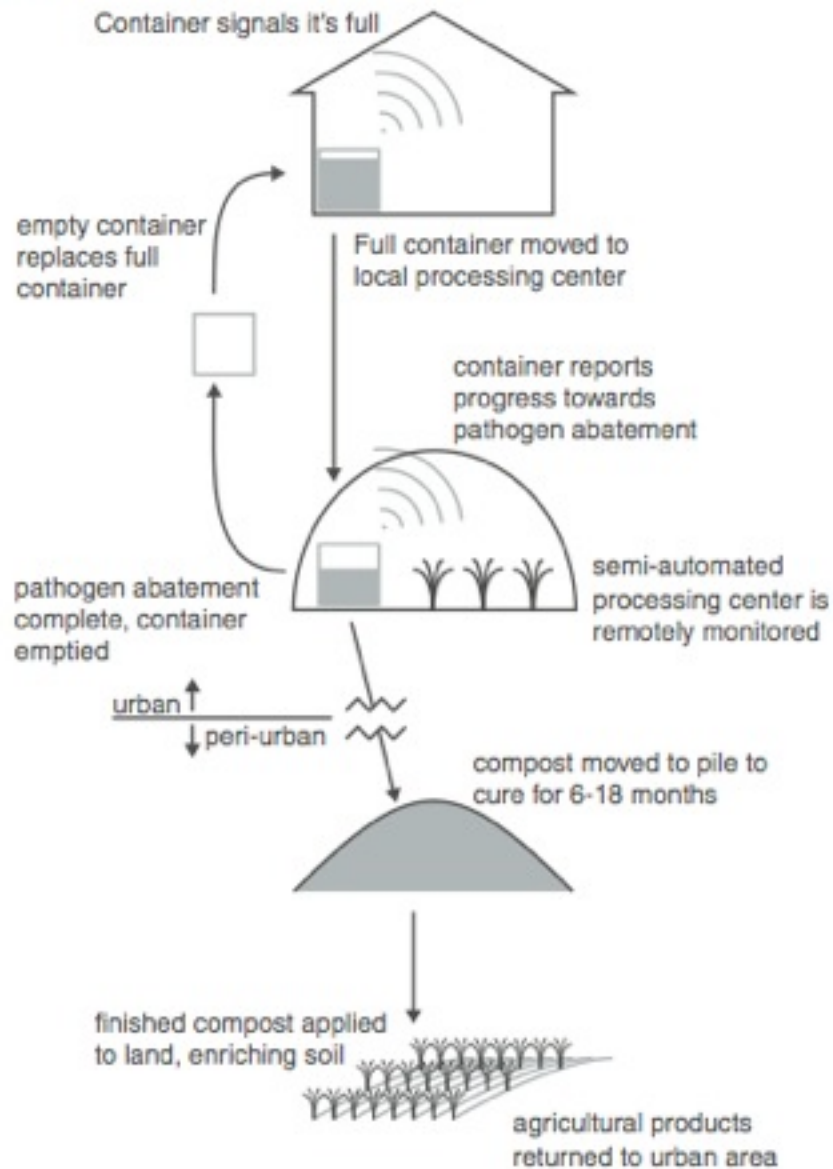 Container signals it's full
empty container
replaces full
container
Full container moved to
local processing center
container reports
progress towards
pathogen abatement
pathogen abatement
complete, container
emptied
semi-automated
processing center is
remotely monitored
urban
peri-urban
compost moved to pile to
cure for 6-18 months
finished compost applied
to land, enriching soil
agricultural products
returned to urban area